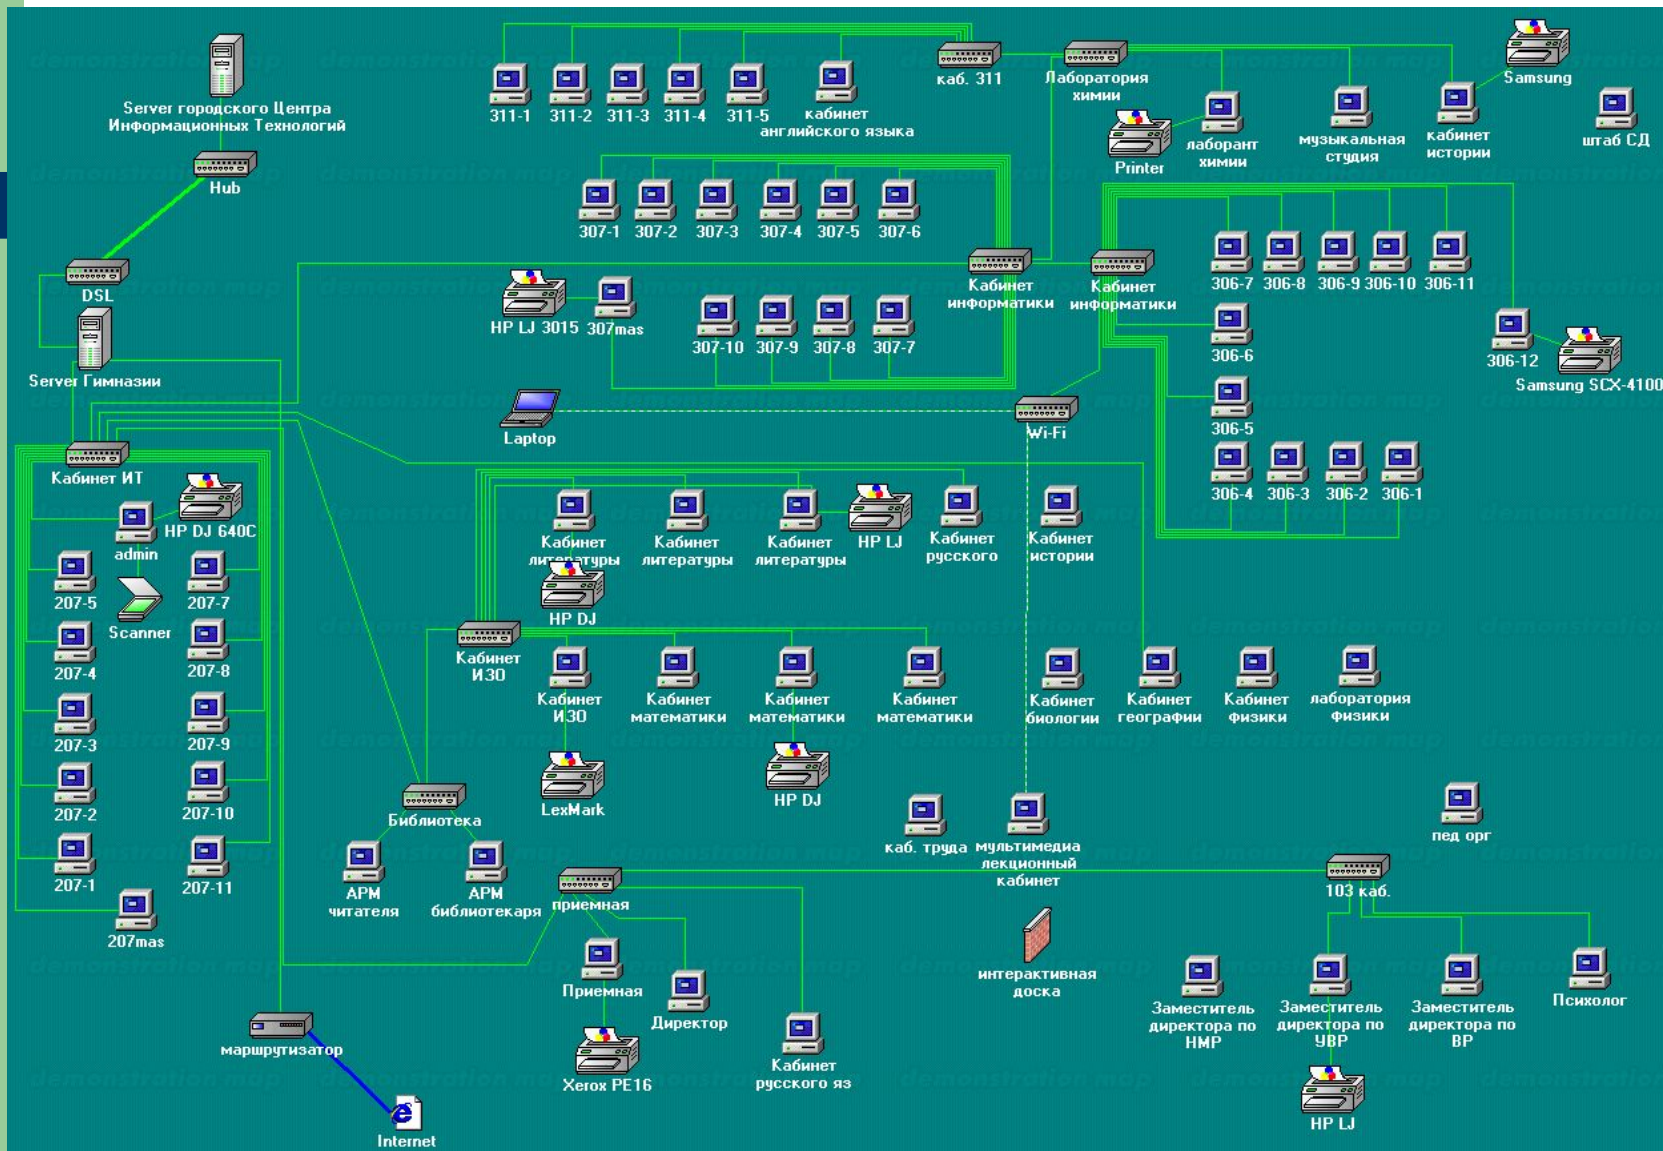 demonstration map
Server городского Центра
Информационных Технологий
Hub
DSL
Server Гимназии
311-1
311-2
311-3
311-4
311-5
кабинет
английского языка
каб. 311
Лаборатория
химии
Printer
лаборант
химии
музыкальная
студия
кабинет
истории
Samsung
штаб СД
307-1
307-2
307-3
307-4
307-5
307-6
HP LJ 3015
307mas
307-10
307-9
307-8
307-7
Кабинет
информатики
Кабинет
информатики
306-7
306-8
306-9
306-10
306-11
306-6
306-12
Samsung SCX-4100
306-5
306-4
306-3
306-2
306-1
Laptop
Wi-Fi
Кабинет ИТ
HP DJ 640C
admin
Scanner
207-5
207-7
207-4
207-8
207-3
207-9
207-2
207-10
207-1
207-11
207mas
Кабинет
литературы
HP DJ
Кабинет
литературы
Кабинет
литературы
HP LJ
Кабинет
русского
Кабинет
истории
Кабинет
ИЗО
Кабинет
ИЗО
LexMark
Кабинет
математики
Кабинет
математики
HP DJ
Кабинет
математики
Кабинет
биологии
Кабинет
географии
Кабинет
физики
лаборатория
физики
Библиотека
АРМ
читателя
АРМ
библиотекаря
каб. труда
мультимедиа
лекционный
кабинет
пед орг
приемная
103 каб.
Приемная
Директор
Xerox PE16
Кабинет
русского яз
интерактивная
доска
Заместитель
директора по
НМР
Заместитель
директора по
УВР
Заместитель
директора по
ВР
Психолог
HP LJ
маршрутизатор
Internet